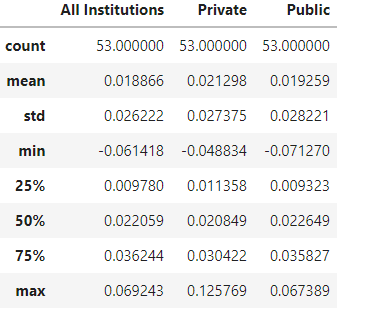 All Institutions Private Public
count 53.000000 53.000000 53.000000
mean 0.018866 0.021298 0.019259
std 0.026222 0.027375 0.028221
min -0.061418 -0.048834 -0.071270
25% 0.009780 0.011358 0.009323
50% 0.022059 0.020849 0.022649
75% 0.036244 0.030422 0.035827
max 0.069243 0.125769 0.067389